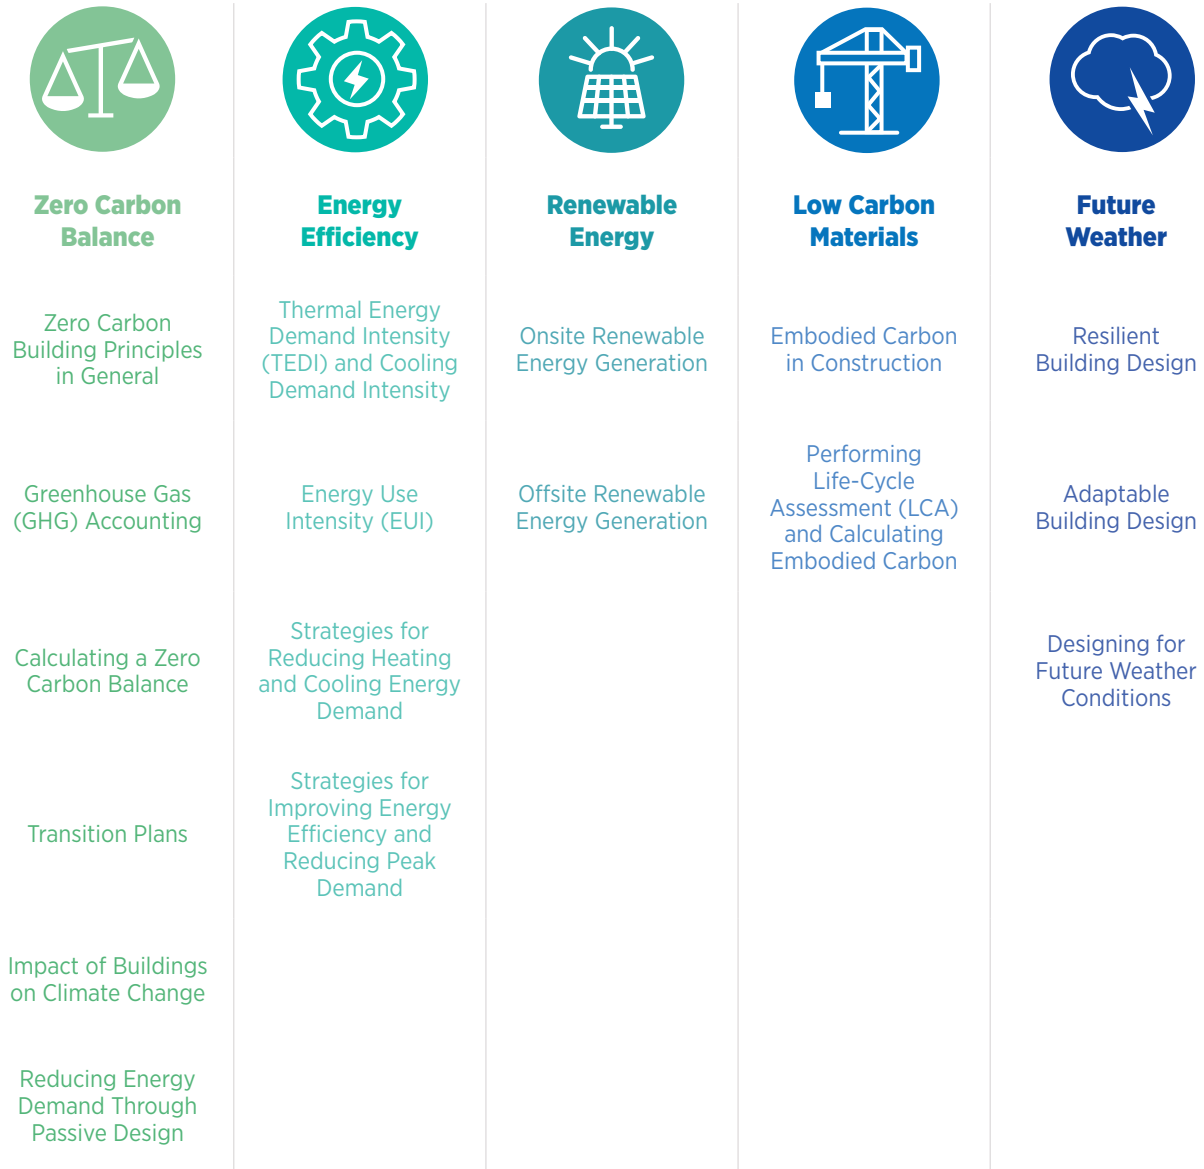 Zero Carbon
Balance
Zero Carbon
Building Principles
in General
Greenhouse Gas
(GHG) Accounting
Calculating a Zero
Carbon Balance
Transition Plans
Impact of Buildings
on Climate Change
Reducing Energy
Demand Through
Passive Design
Energy
Efficiency
Thermal Energy
Demand Intensity
(TEDI) and Cooling
Demand Intensity
Energy Use
Intensity (EUI)
Strategies for
Reducing Heating
and Cooling Energy
Demand
Strategies for
Improving Energy
Efficiency and
Reducing Peak
Demand
Renewable
Energy
Onsite Renewable
Energy Generation
Offsite Renewable
Energy Generation
Low Carbon
Materials
Embodied Carbon
in Construction
Performing
Life-Cycle
Assessment (LCA)
and Calculating
Embodied Carbon
Future
Weather
Resilient
Building Design
Adaptable
Building Design
Designing for
Future Weather
Conditions